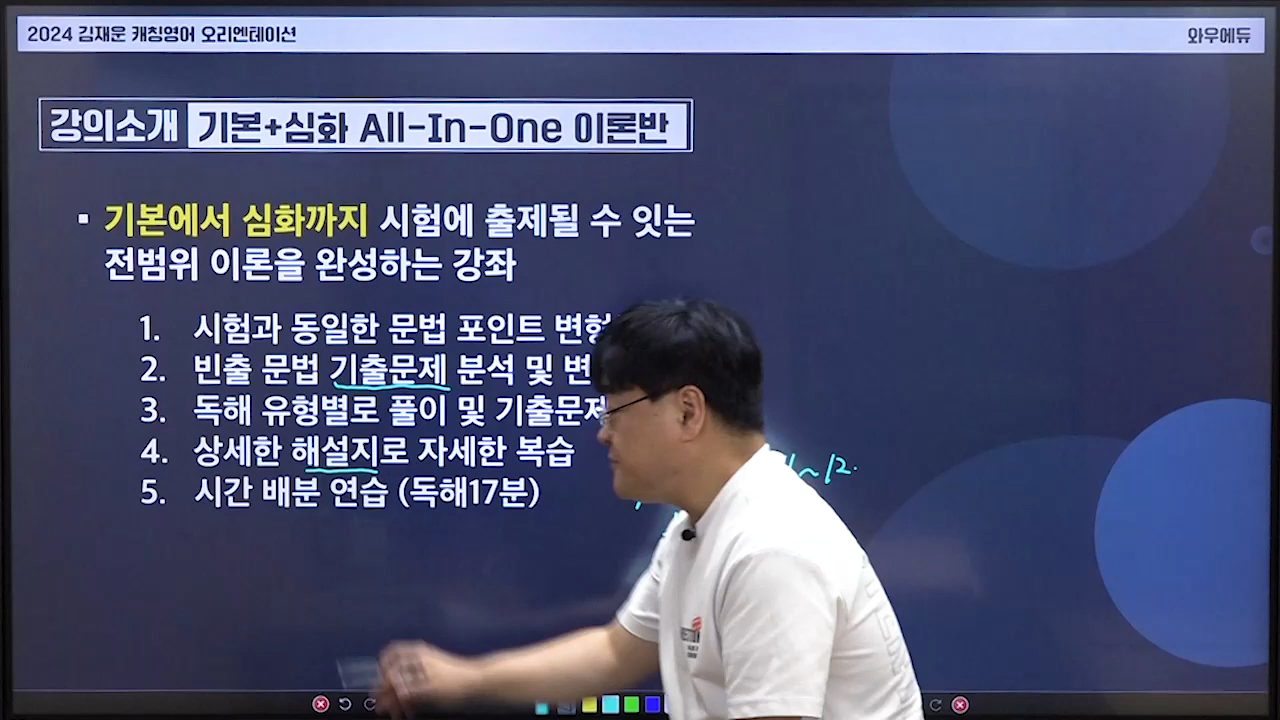 2024 김재운 캐칭영어 오리엔테이션
와우에듀
강의소개 기본+심화 All-In-One 이론반
▪ 기본에서 심화까지 시험에 출제될 수 잇는
전범위 이론을 완성하는 강좌
1. 시험과 동일한 문법 포인트 변형
2. 빈출 문법 기출문제 분석 및 변
3. 독해 유형별로 풀이 및 기출문제
4. 상세한 해설지로 자세한 복습
5. 시간 배분 연습 (독해17분)
~12.